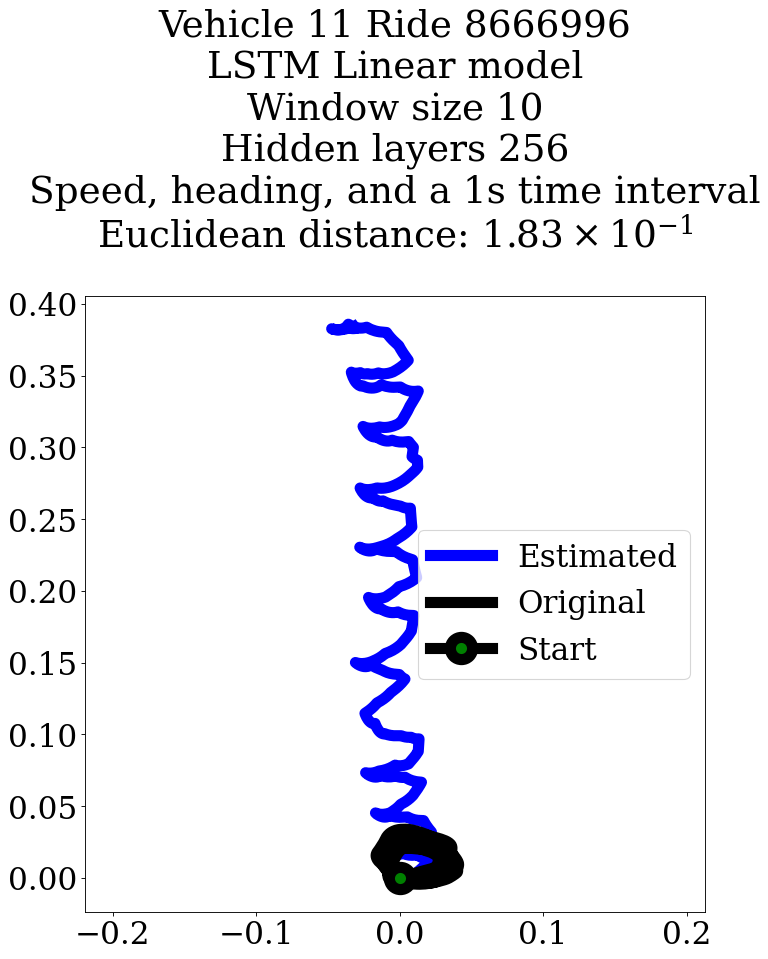 Vehicle 11 Ride 8666996
LSTM Linear model
Window size 10
Hidden layers 256
Speed, heading, and a 1s time interval
Euclidean distance: 1.83 × 10⁻¹
0.40
0.35
0.30
0.25
0.20
0.15
0.10
0.05
0.00
Estimated
Original
Start
−0.2 −0.1 0.0 0.1 0.2